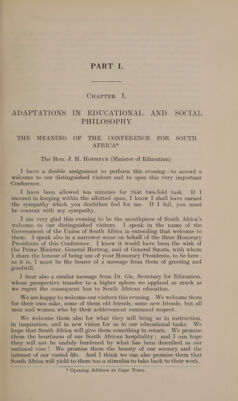 PART I.
CHAPTER I.
ADAPTATIONS IN EDUCATIONAL AND SOCIAL
PHILOSOPHY
THE MEANING OF THE CONFERENCE FOR SOUTH
AFRICA*
The Hon. J. H. HOFMEYR (Minister of Education)
I have a double assignment to perform this evening—to accord a
welcome to our distinguished visitors and to open this very important
Conference.
I have been allowed ten minutes for that two-fold task. If I
succeed in keeping within the allotted span, I know I shall have earned
the sympathy which you doubtless feel for me. If I fail, you must
be content with my sympathy.
I am very glad this evening to be the mouthpiece of South Africa's
welcome to our distinguished visitors. I speak in the name of the
Government of the Union of South Africa in extending that welcome to
them. I speak also in a narrower sense on behalf of the three Honorary
Presidents of this Conference. I know it would have been the wish of
the Prime Minister, General Hertzog, and of General Smuts, with whom
I share the honour of being one of your Honorary Presidents, to be here;
as it is, I must be the bearer of a message from them of greeting and
goodwill.
I bear also a similar message from Dr. Gie, Secretary for Education,
whose prospective transfer to a higher sphere we applaud as much as
we regret the consequent loss to South African education.
We are happy to welcome our visitors this evening. We welcome them
for their own sake, some of them old friends, some new friends, but all
men and women who by their achievement command respect.
We welcome them also for what they will bring us in instruction,
in inspiration, and in new vision for us in our educational tasks. We
hope that South Africa will give them something in return. We promise
them the heartiness of our South African hospitality; and I can hope
they will not be unduly burdened by what has been described as our
national vice! We promise them the beauty of our scenery and the
interest of our varied life. And I think we can also promise them that
South Africa will yield to them too a stimulus to take back to their work.
* Opening Address at Cape Town.